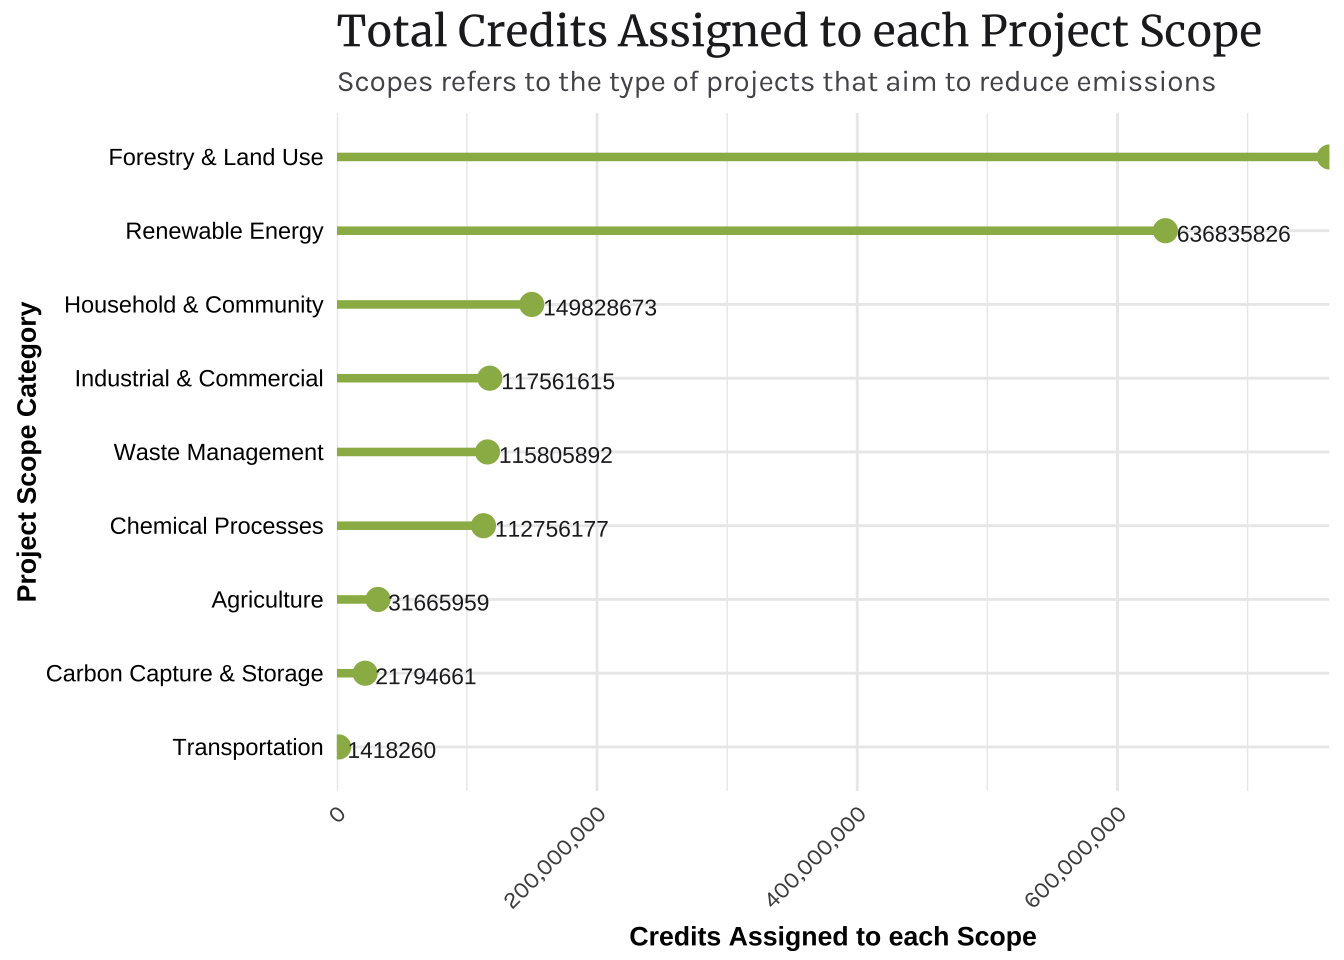 Total Credits Assigned to each Project Scope
Scopes refers to the type of projects that aim to reduce emissions
Project Scope Category
Forestry & Land Use
Renewable Energy 636835826
Household & Community 149828673
Industrial & Commercial 117561615
Waste Management 115805892
Chemical Processes 112756177
Agriculture 31665959
Carbon Capture & Storage 21794661
Transportation 1418260
0 200,000,000 400,000,000 600,000,000
Credits Assigned to each Scope